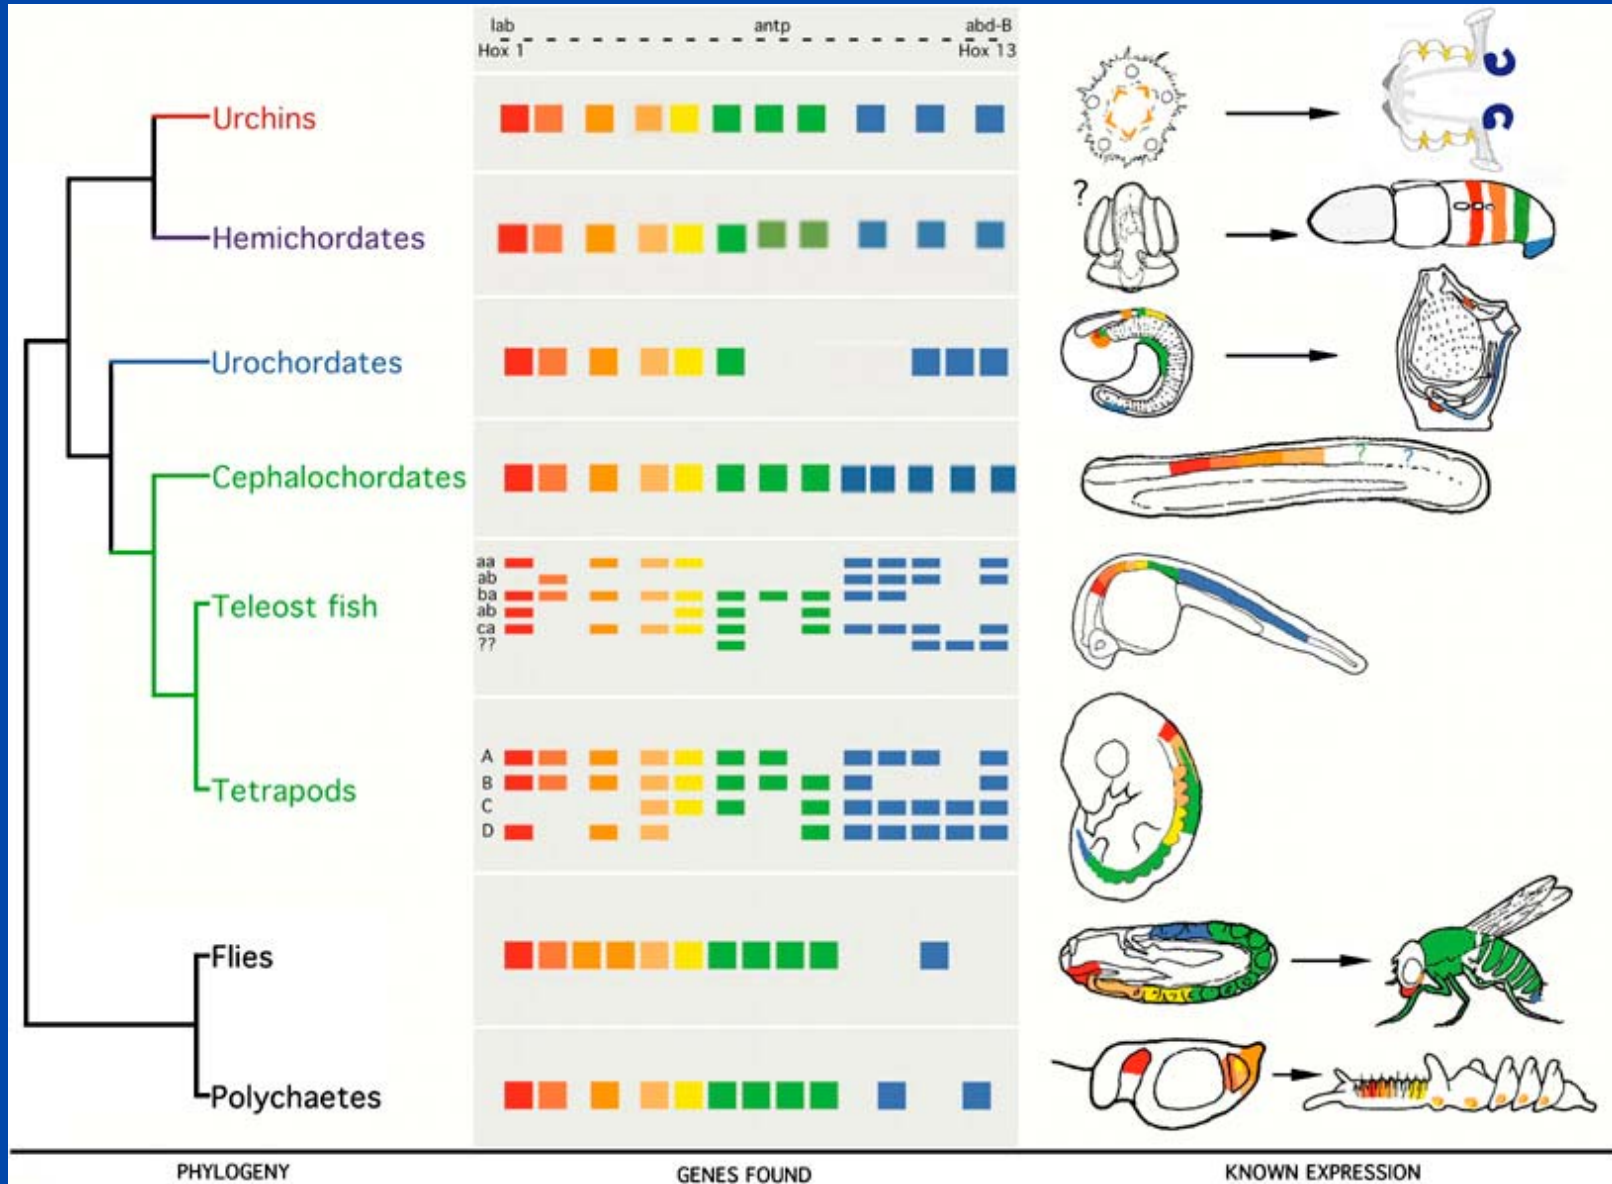 lab antp abd-B
Hox 1 Hox 13
Urchins
Hemichordates
?
Urochordates
Cephalochordates
? ?
aa
ab
ba
ab
ca
??
Teleost fish
A
B
C
D
Tetrapods
Flies
Polychaetes
PHYLOGENY GENES FOUND KNOWN EXPRESSION